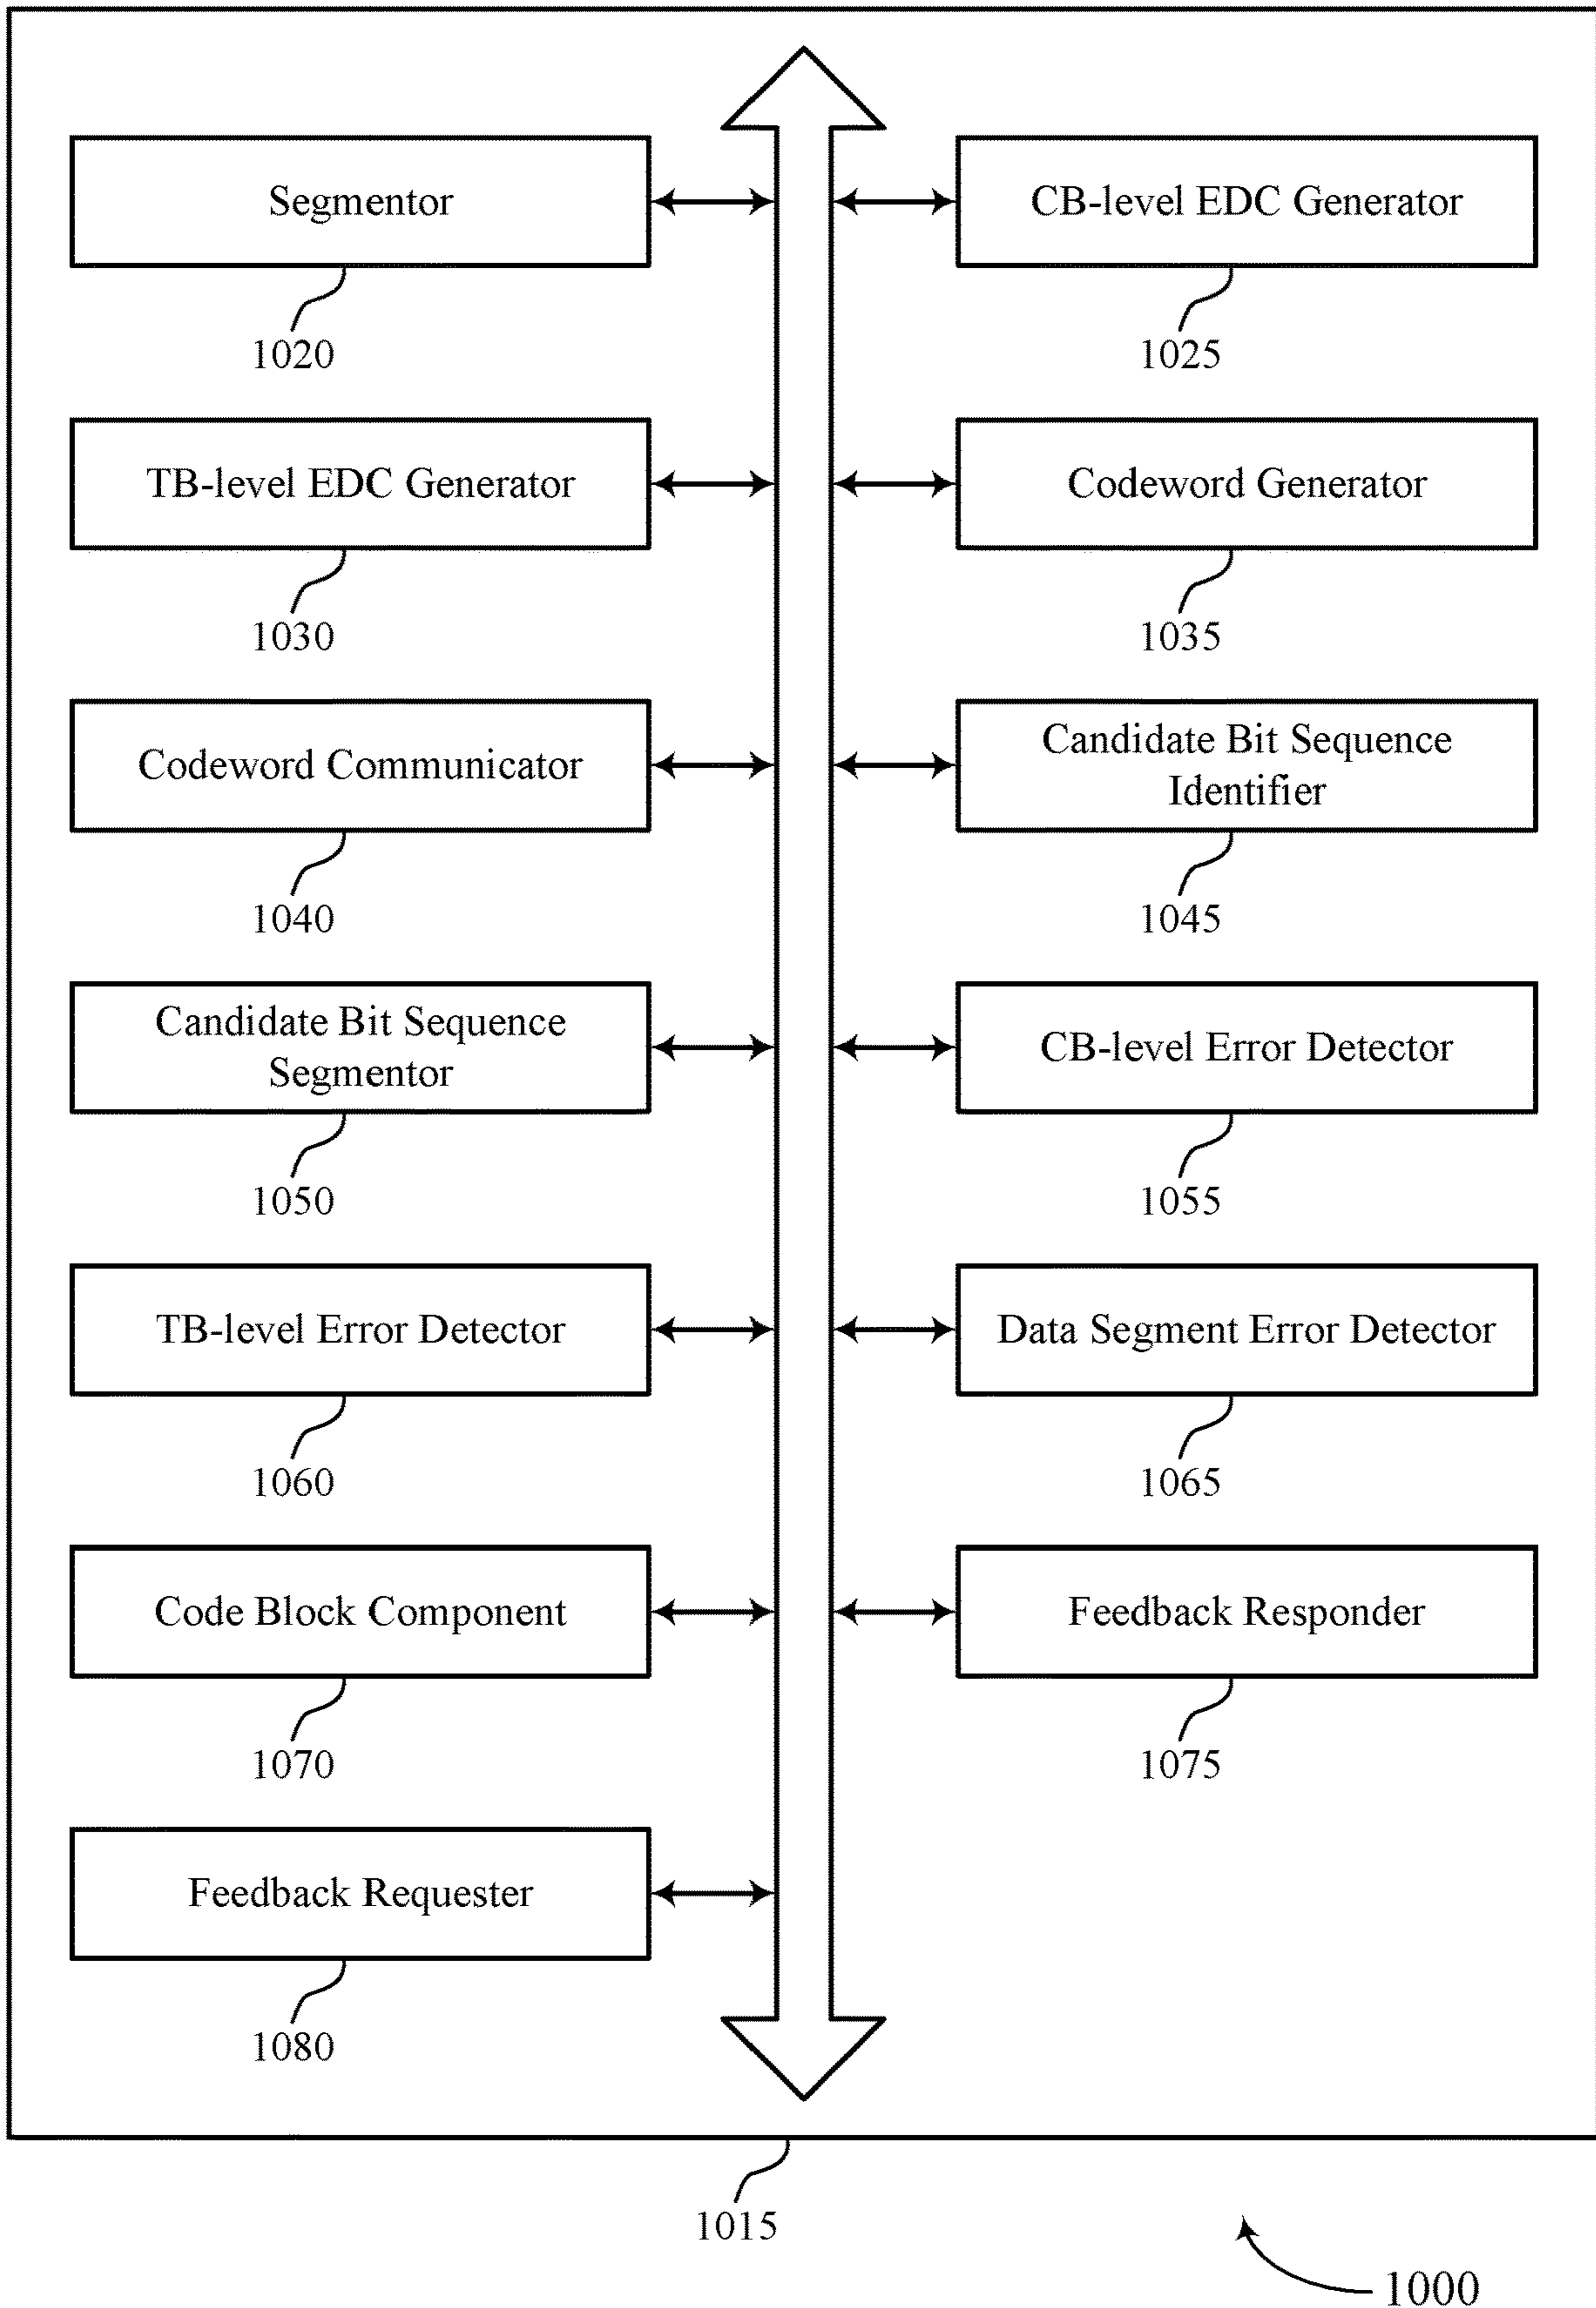 Segmentor
CB-level EDC Generator
1020
1025
TB-level EDC Generator
Codeword Generator
1030
1035
Codeword Communicator
Candidate Bit Sequence
Identifier
1040
1045
Candidate Bit Sequence
Segmentor
CB-level Error Detector
1050
1055
TB-level Error Detector
Data Segment Error Detector
1060
1065
Code Block Component
Feedback Responder
1070
1075
Feedback Requester
1080
1015
1000